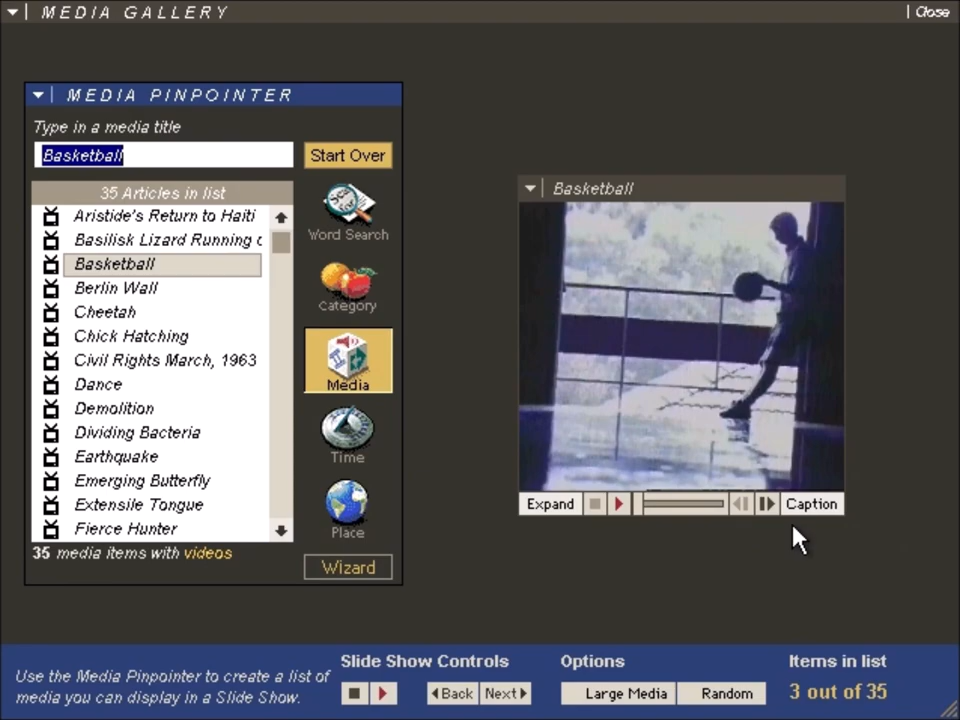 MEDIA GALLERY
Close
MEDIA PINPOINTER
Type in a media title
Basketball
Start Over
35 Articles in list
Aristide's Return to Haiti
Basilisk Lizard Running
Basketball
Berlin Wall
Cheetah
Chick Hatching
Civil Rights March, 1963
Dance
Demolition
Dividing Bacteria
Earthquake
Emerging Butterfly
Extensile Tongue
Fierce Hunter
35 media items with videos
Word Search
Category
Media
Time
Place
Wizard
Basketball
Expand
Caption
Use the Media Pinpointer to create a list of
media you can display in a Slide Show.
Slide Show Controls
Back Next
Options
Large Media Random
Items in list
3 out of 35